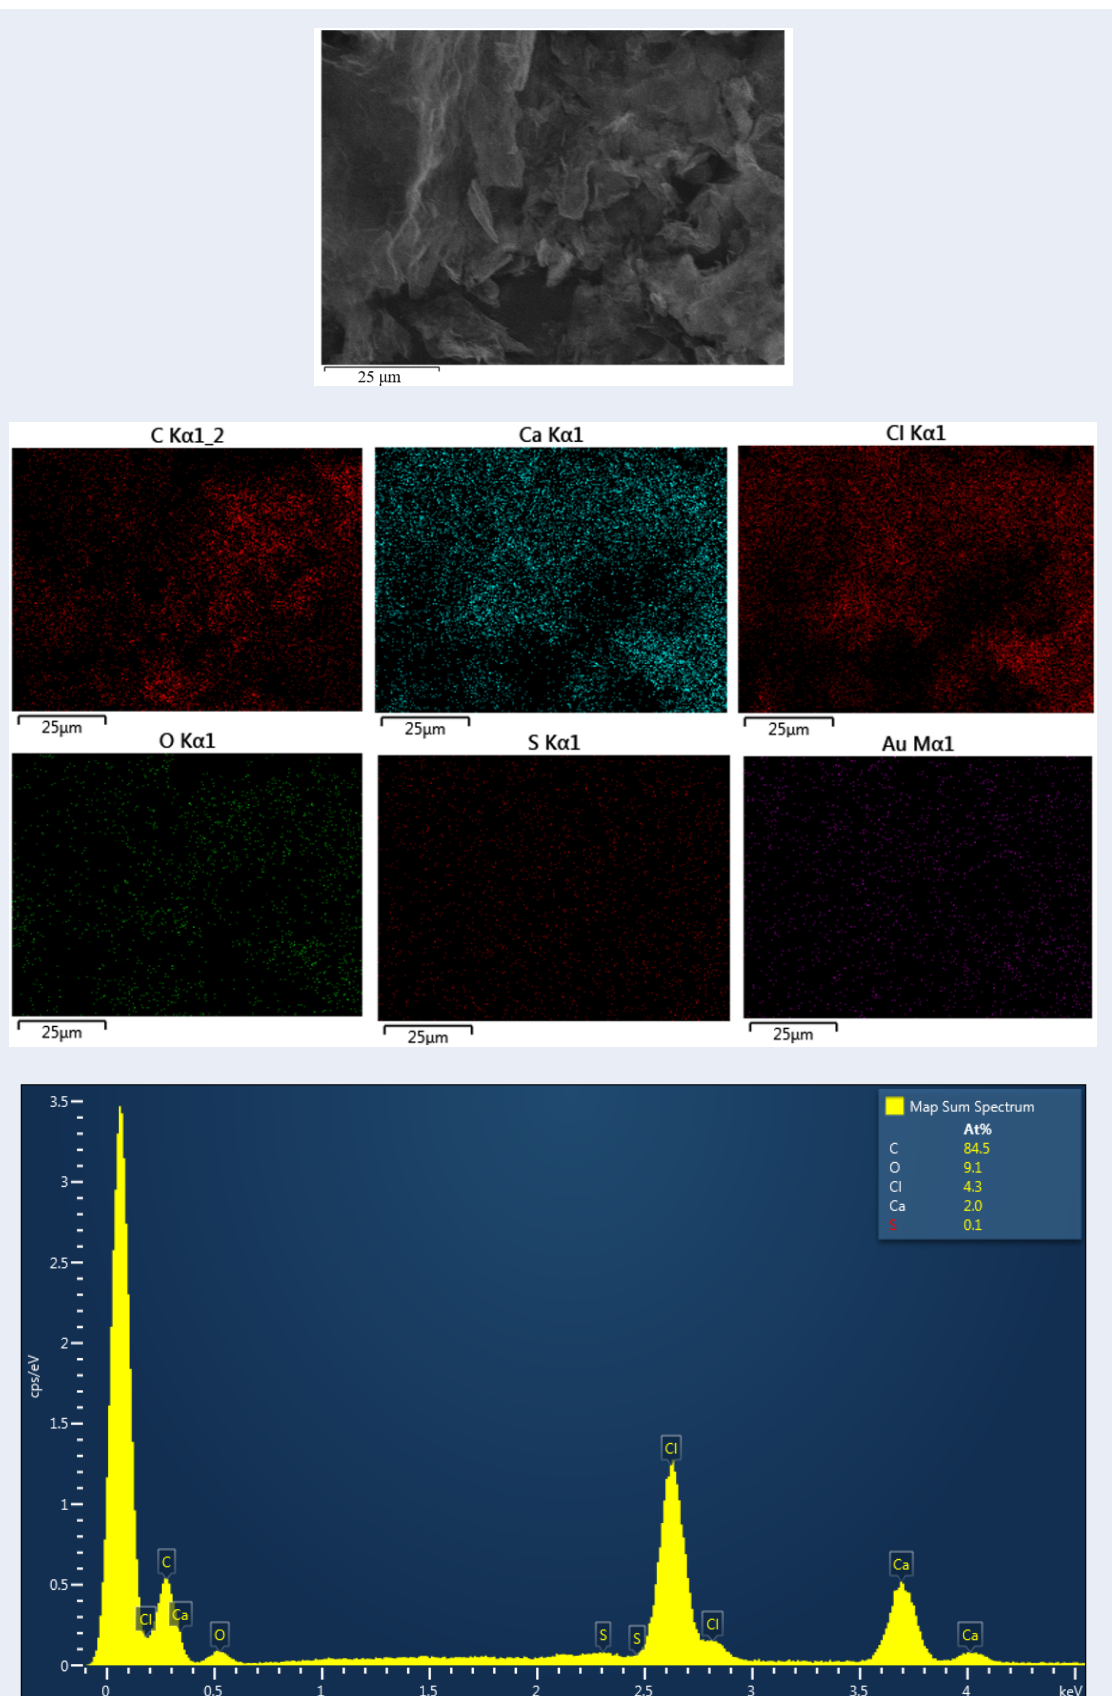 25 μm
C Kα1_2
Ca Kα1
Cl Kα1
25μm
25μm
25μm
O Kα1
S Kα1
Au Mα1
25μm
25μm
25μm
Map Sum Spectrum
At%
C 84.5
O 9.1
Cl 4.3
Ca 2.0
S 0.1
3.5
3
2.5
2
1.5
1
0.5
0
cps/eV
Cl
C
Ca
O
S
S
Cl
Cl
Ca
Ca
0 0.5 1 1.5 2 2.5 3 3.5 4 keV